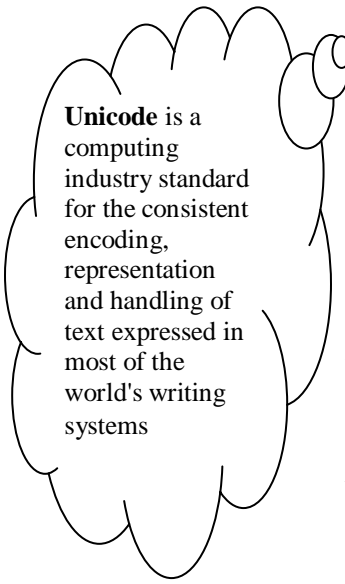 Unicode is a
computing
industry standard
for the consistent
encoding,
representation
and handling of
text expressed in
most of the
world's writing
systems